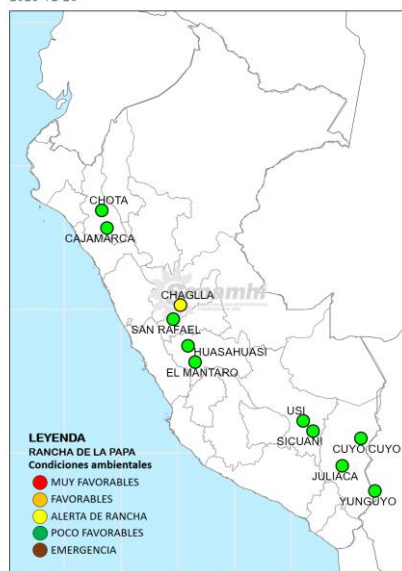 CHOTA
CAJAMARCA
Senamhi
CHAGLLA
SAN RAFAEL
HUASAHUASI
EL MANTARO
USI
SICUANI
CUYO CUYO
JULIACA
YUNGUYO
LEYENDA
RANCHA DE LA PAPA
Condiciones ambientales
MUY FAVORABLES
FAVORABLES
ALERTA DE RANCHA
POCO FAVORABLES
EMERGENCIA